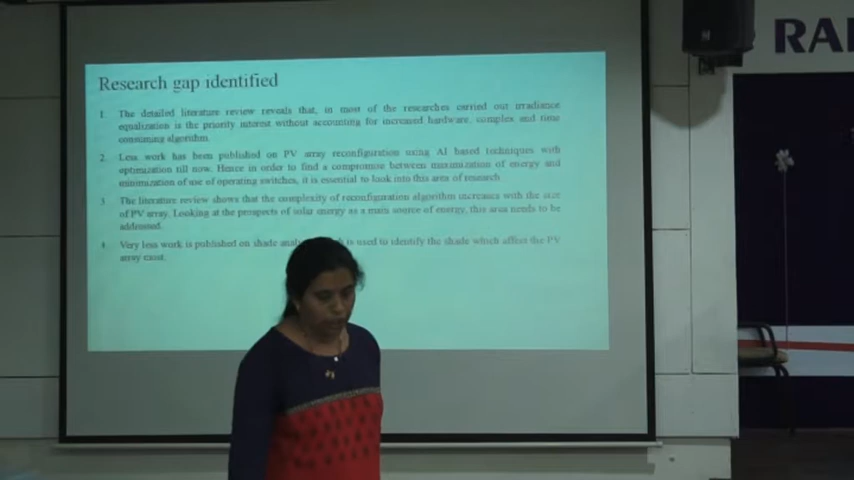 RAI
Research gap identified
1. The detailed literature review reveals that, in most of the researches carried out irradiance
equalization is the priority interest without accounting for increased hardware, complex and time
consuming algorithm.
2. Less work has been published on PV array reconfiguration using AI based techniques with
optimization till now. Hence in order to find a compromise between maximization of energy and
minimization of use of operating switches, it is essential to look into this area of research.
3. The literature review shows that the complexity of reconfiguration algorithm increases with the size
of PV array. Looking at the prospects of solar energy as a main source of energy, this area needs to be
addressed.
4. Very less work is published on shade is used to identify the shade which affect the PV
array exist.